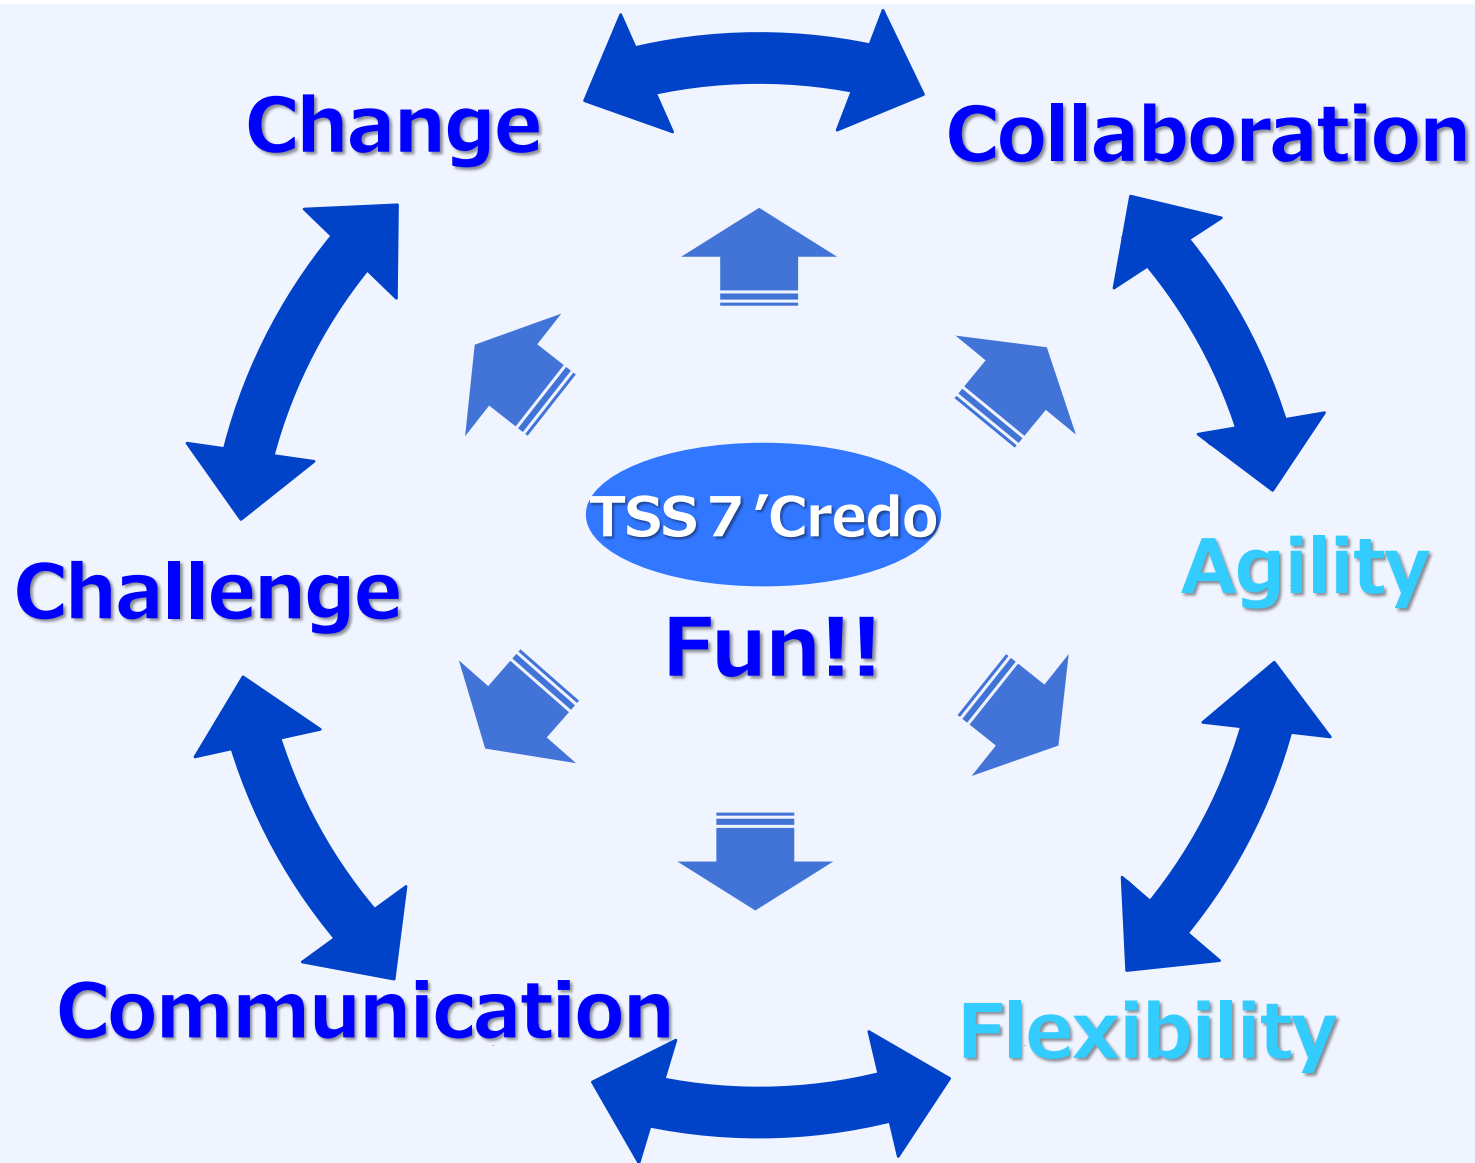 Change
Collaboration
TSS 7 ’Credo
Challenge
Agility
Fun!!
Communication
Flexibility